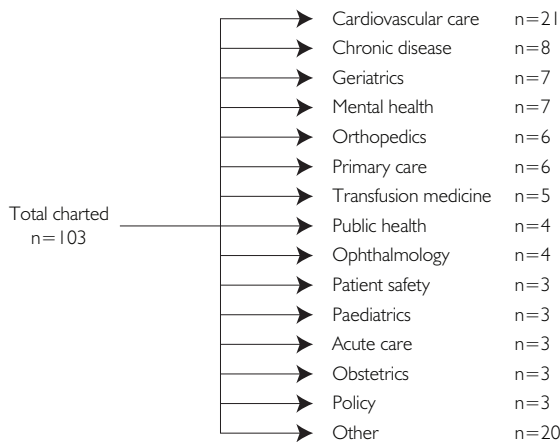 Cardiovascular care n=21
Chronic disease n=8
Geriatrics n=7
Mental health n=7
Orthopedics n=6
Primary care n=6
Transfusion medicine n=5
Total charted
n=103
Public health n=4
Ophthalmology n=4
Patient safety n=3
Paediatrics n=3
Acute care n=3
Obstetrics n=3
Policy n=3
Other n=20